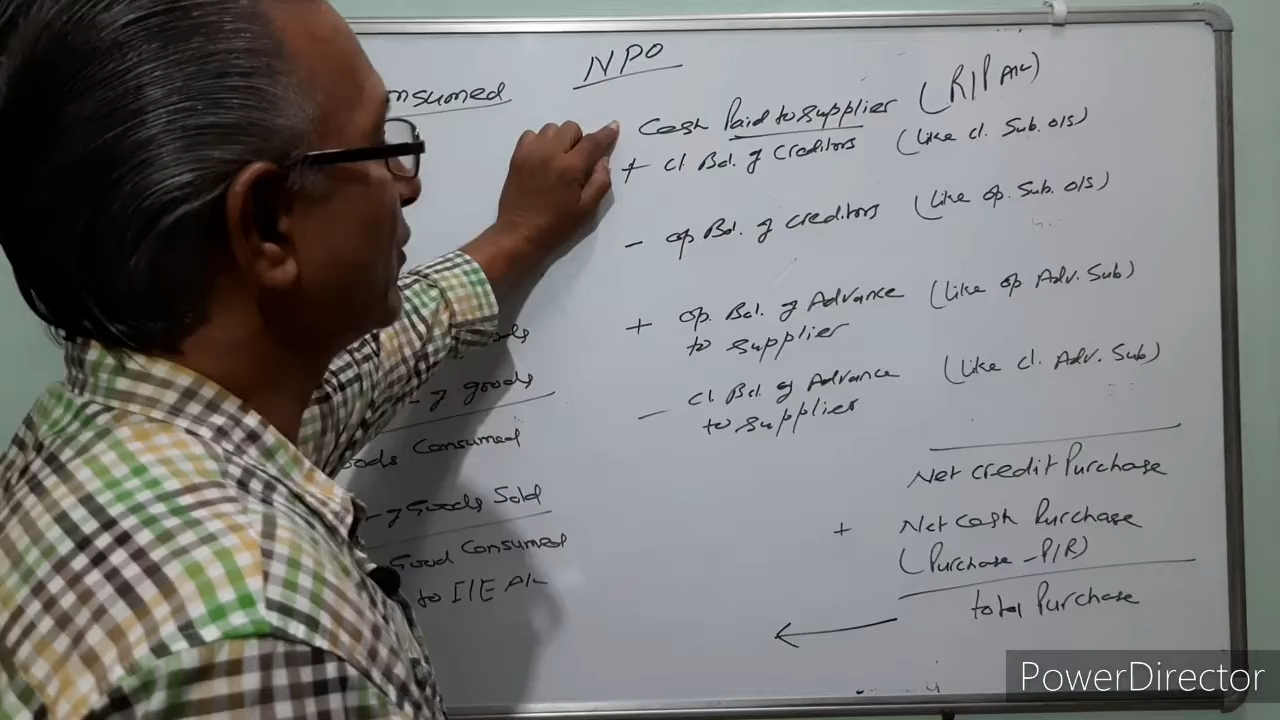 NPO
nsumed
Cash Paid to supplier (R/P A/c)
+ cl. Bal. of creditors (Like cl. Sub. o/s)
- op Bal. of creditors (Like op. Sub. o/s)
+ op. Bal. of Advance (Like op Adv. Sub)
to supplier
- cl. Bal. of Advance (Like cl. Adv. Sub)
to supplier
Net credit Purchase
+ Net cash Purchase
(Purchase - P/R)
total Purchase
of goods
oods Consumed
of Goods Sold
Good Consumed
to I/E A/c
PowerDirector